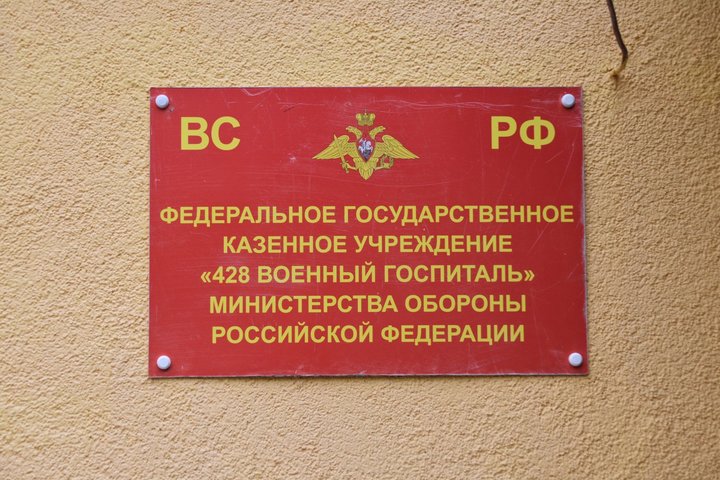 ВС РФ
ФЕДЕРАЛЬНОЕ ГОСУДАРСТВЕННОЕ
КАЗЕННОЕ УЧРЕЖДЕНИЕ
«428 ВОЕННЫЙ ГОСПИТАЛЬ»
МИНИСТЕРСТВА ОБОРОНЫ
РОССИЙСКОЙ ФЕДЕРАЦИИ